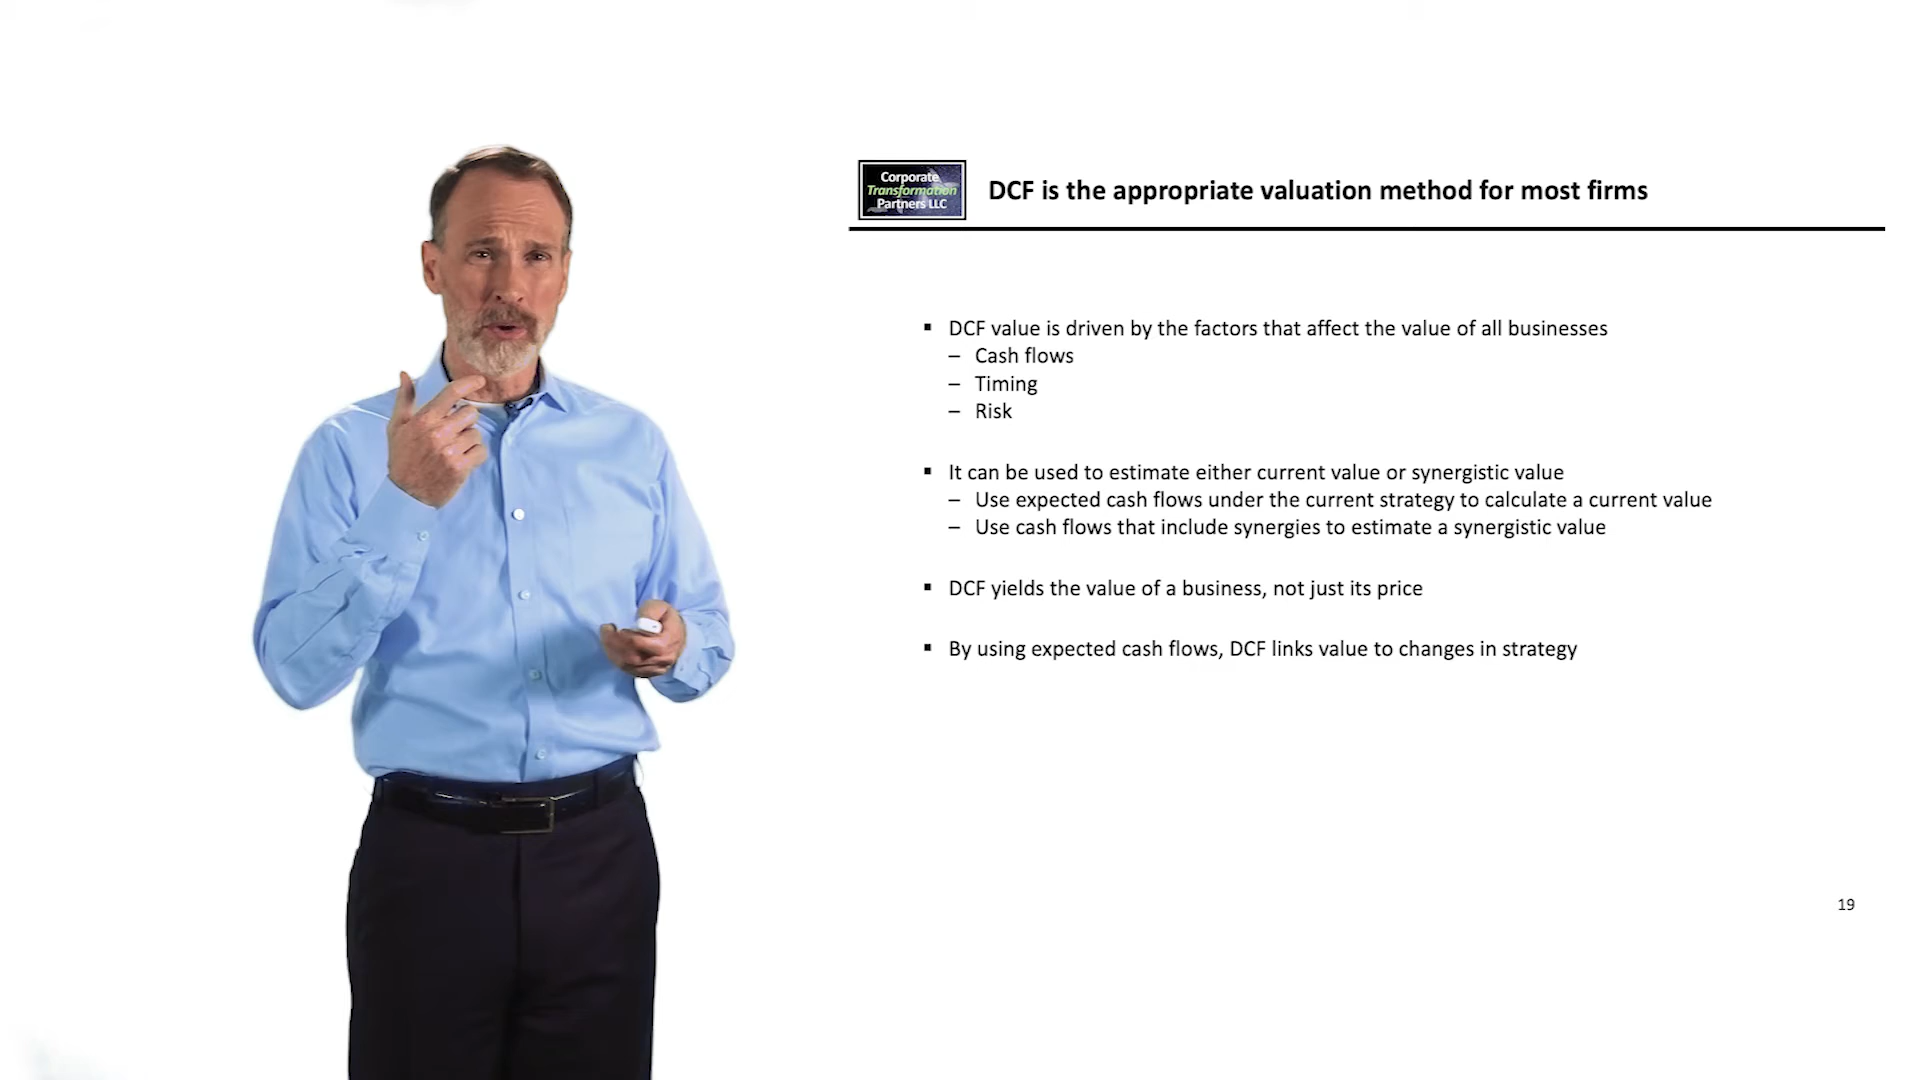 Corporate
Transformation
Partners LLC
DCF is the appropriate valuation method for most firms
▪ DCF value is driven by the factors that affect the value of all businesses
– Cash flows
– Timing
– Risk
▪ It can be used to estimate either current value or synergistic value
– Use expected cash flows under the current strategy to calculate a current value
– Use cash flows that include synergies to estimate a synergistic value
▪ DCF yields the value of a business, not just its price
▪ By using expected cash flows, DCF links value to changes in strategy
19